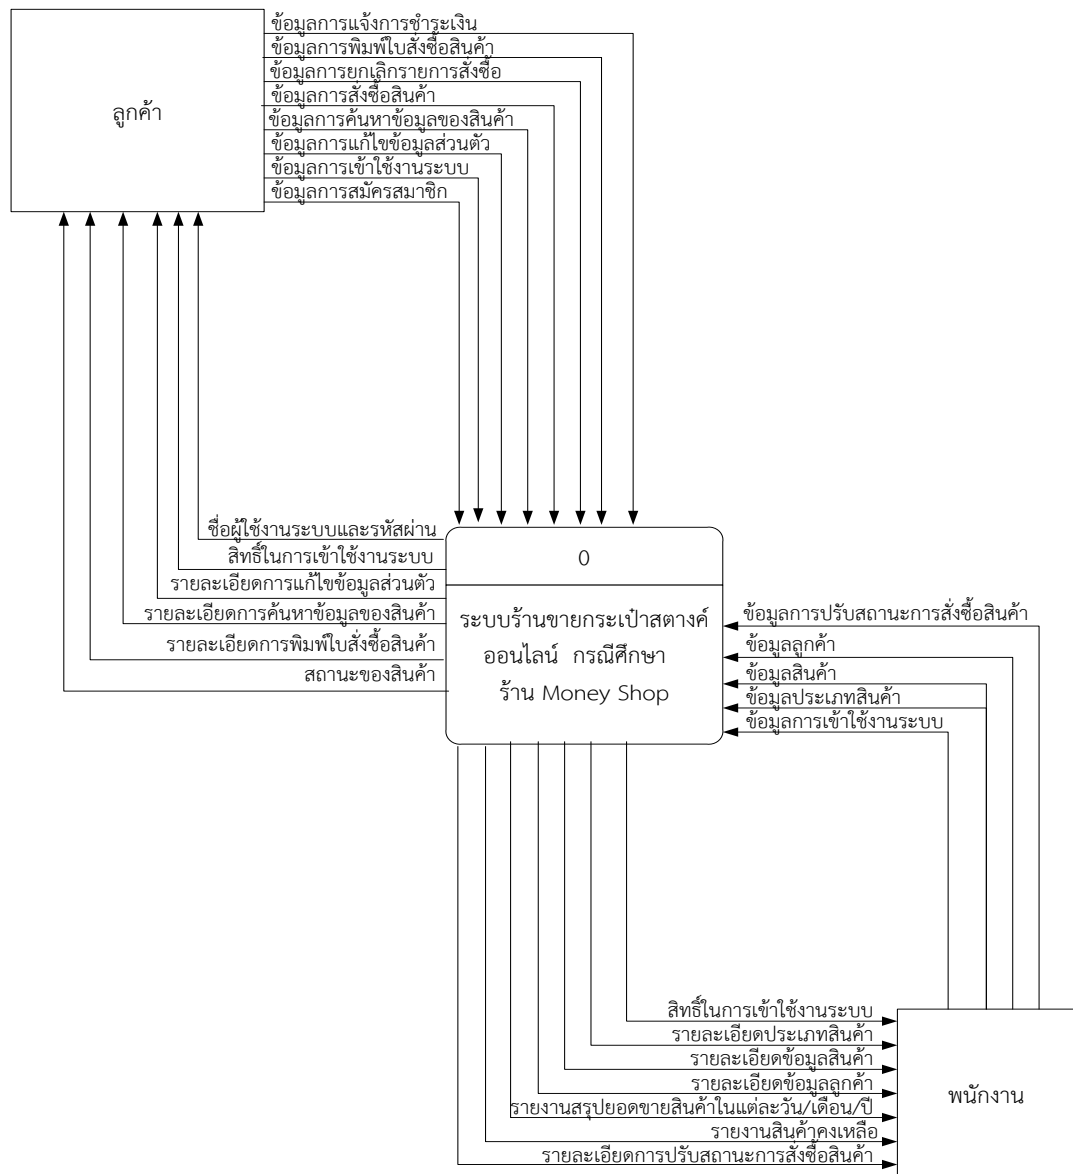 ลูกค้า
ข้อมูลการแจ้งการชำระเงิน
ข้อมูลการพิมพ์ใบสั่งซื้อสินค้า
ข้อมูลการยกเลิกรายการสั่งซื้อ
ข้อมูลการสั่งซื้อสินค้า
ข้อมูลการค้นหาข้อมูลของสินค้า
ข้อมูลการแก้ไขข้อมูลส่วนตัว
ข้อมูลการเข้าใช้งานระบบ
ข้อมูลการสมัครสมาชิก
ชื่อผู้ใช้งานระบบและรหัสผ่าน
สิทธิ์ในการเข้าใช้งานระบบ
รายละเอียดการแก้ไขข้อมูลส่วนตัว
รายละเอียดการค้นหาข้อมูลของสินค้า
รายละเอียดการพิมพ์ใบสั่งซื้อสินค้า
สถานะของสินค้า
0
ระบบร้านขายกระเป๋าสตางค์
ออนไลน์ กรณีศึกษา
ร้าน Money Shop
ข้อมูลการปรับสถานะการสั่งซื้อสินค้า
ข้อมูลลูกค้า
ข้อมูลสินค้า
ข้อมูลประเภทสินค้า
ข้อมูลการเข้าใช้งานระบบ
สิทธิ์ในการเข้าใช้งานระบบ
รายละเอียดประเภทสินค้า
รายละเอียดข้อมูลสินค้า
รายละเอียดข้อมูลลูกค้า
รายงานสรุปยอดขายสินค้าในแต่ละวัน/เดือน/ปี
รายงานสินค้าคงเหลือ
รายละเอียดการปรับสถานะการสั่งซื้อสินค้า
พนักงาน